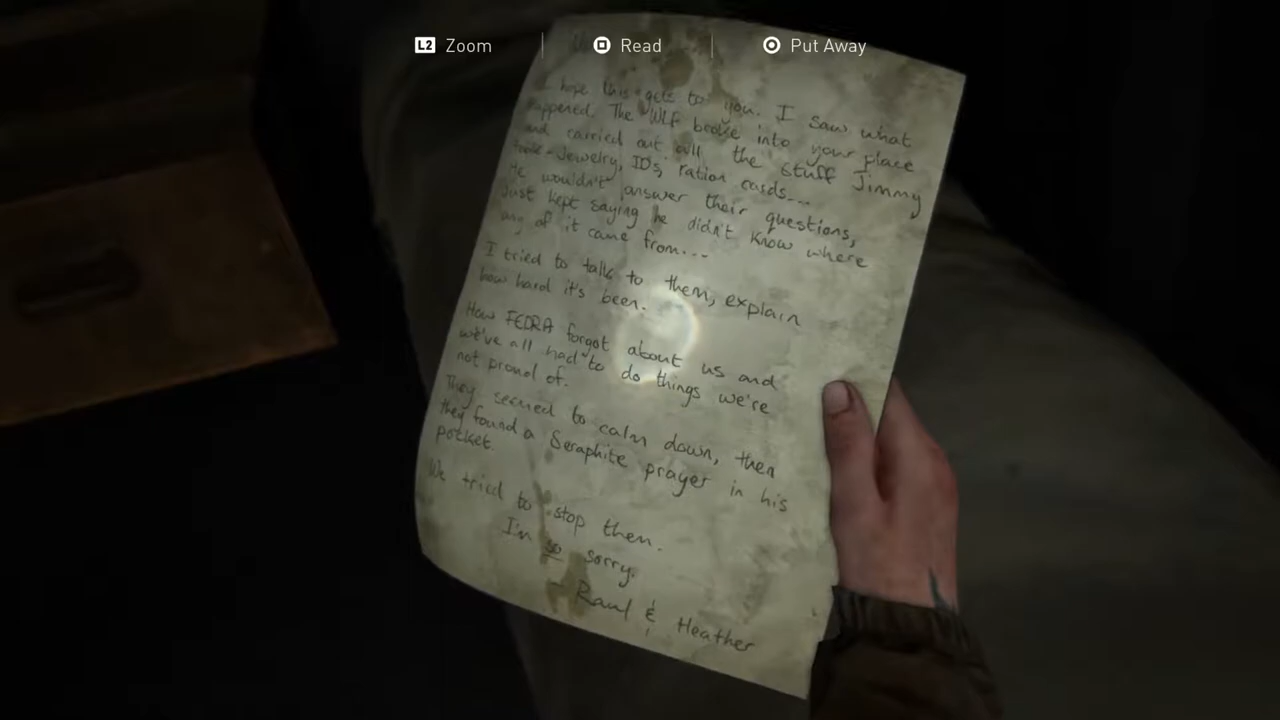 L2 Zoom
Read
Put Away
hope this gets to you. I saw what
happened. The WLF broke into your place
and carried out all the stuff Jimmy
took - Jewelry, IDs, ration cards...
He wouldn't answer their questions,
Just kept saying he didn't know where
any of it came from...
I tried to talk to them, explain
how hard it's been.
How FEDRA forgot about us and
we've all had to do things we're
not proud of.
They seemed to calm down, then
they found a Seraphite prayer in his
pocket.
We tried to stop them.
I'm so sorry.
Raul & Heather